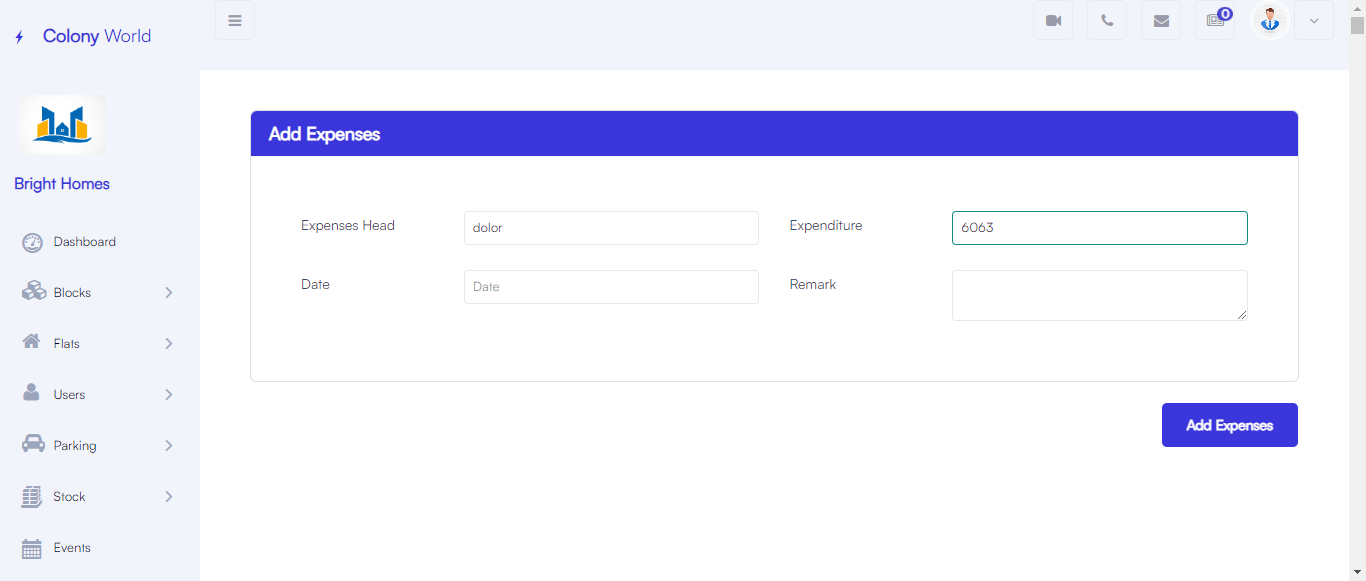 Colony World
0
Bright Homes
Dashboard
Blocks
Flats
Users
Parking
Stock
Events
Add Expenses
Expenses Head
dolor
Expenditure
6063
Date
Date
Remark
Add Expenses